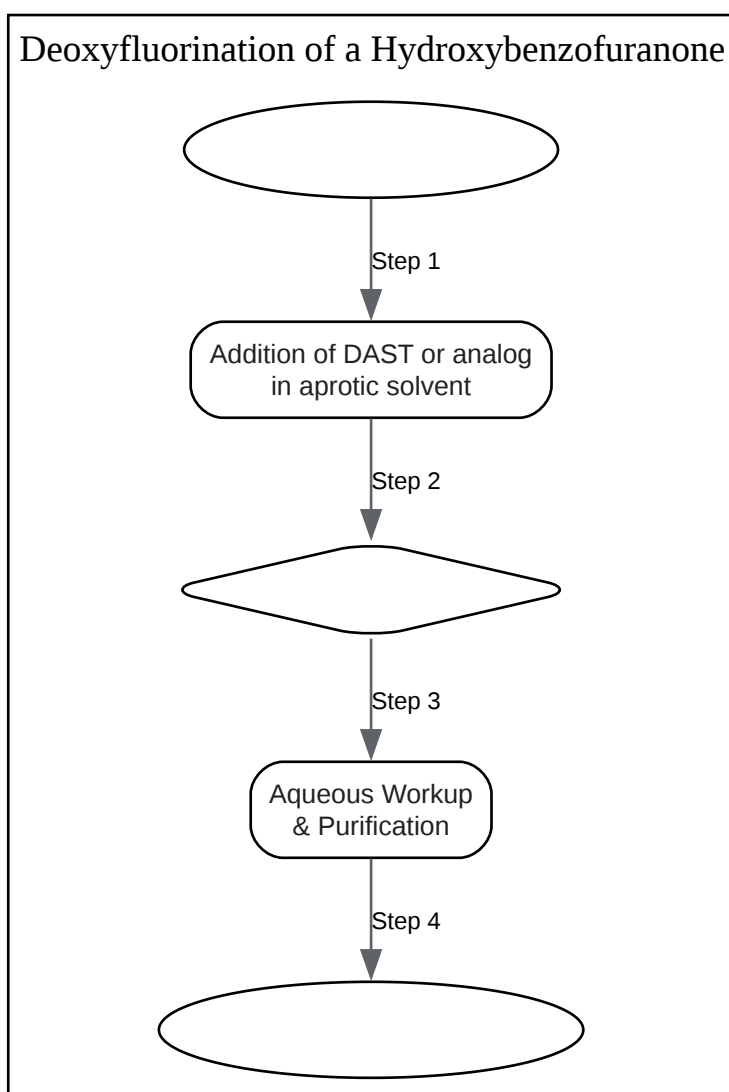 Deoxyfluorination of a Hydroxybenzofuranone
Step 1
Addition of DAST or analog
in aprotic solvent
Step 2
Step 3
Aqueous Workup
& Purification
Step 4